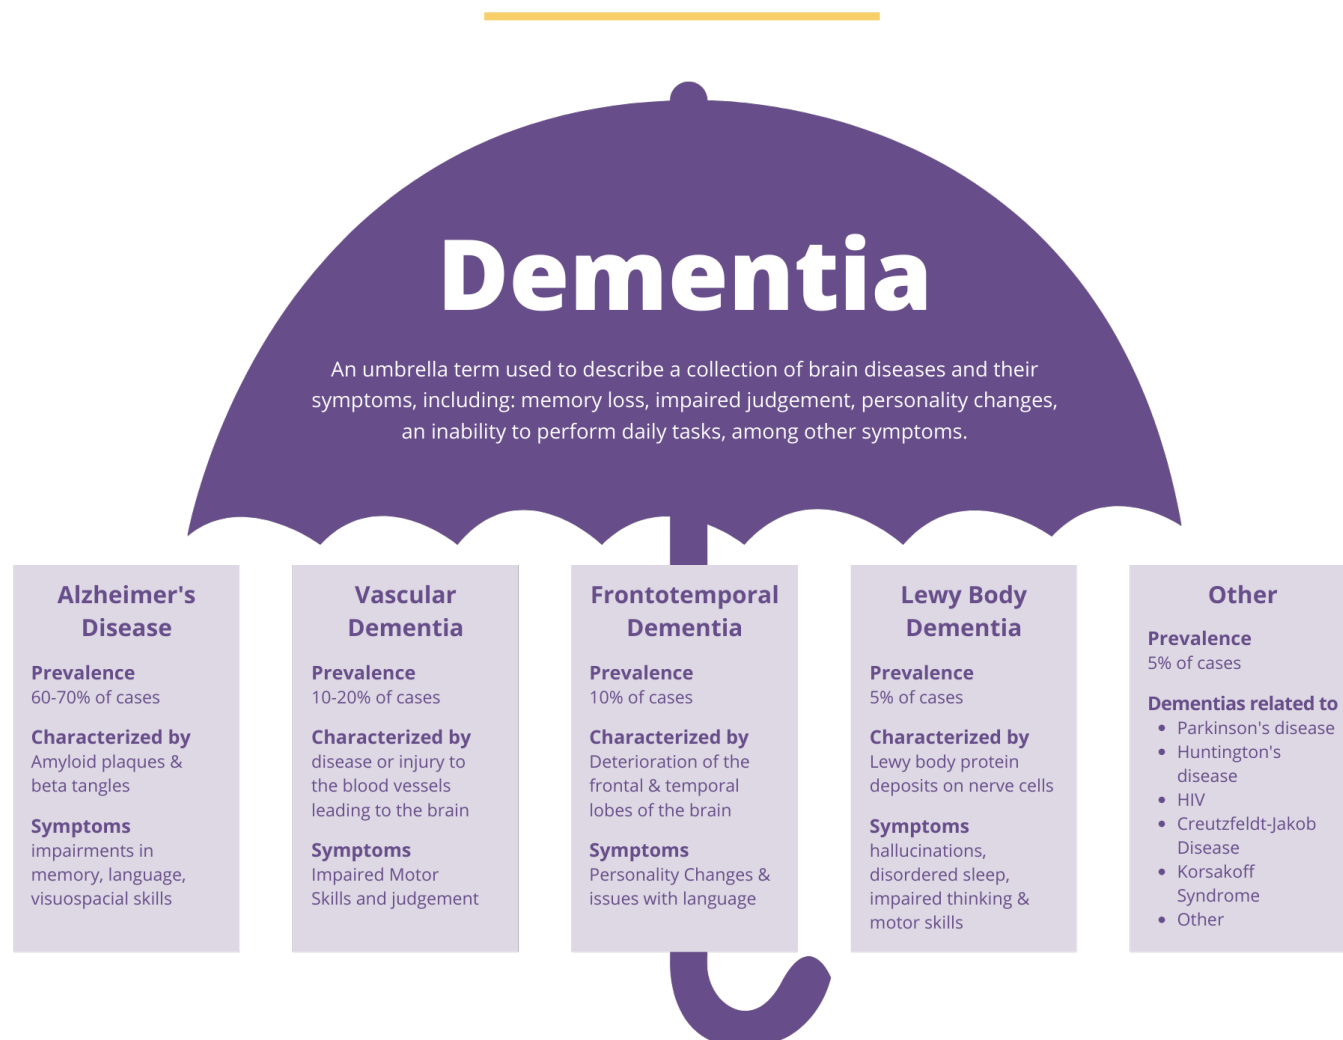 Dementia
An umbrella term used to describe a collection of brain diseases and their
symptoms, including: memory loss, impaired judgement, personality changes,
an inability to perform daily tasks, among other symptoms.
Alzheimer's
Disease
Prevalence
60-70% of cases
Characterized by
Amyloid plaques &
beta tangles
Symptoms
impairments in
memory, language,
visuospacial skills
Vascular
Dementia
Prevalence
10-20% of cases
Characterized by
disease or injury to
the blood vessels
leading to the brain
Symptoms
Impaired Motor
Skills and judgement
Frontotemporal
Dementia
Prevalence
10% of cases
Characterized by
Deterioration of the
frontal & temporal
lobes of the brain
Symptoms
Personality Changes &
issues with language
Lewy Body
Dementia
Prevalence
5% of cases
Characterized by
Lewy body protein
deposits on nerve cells
Symptoms
hallucinations,
disordered sleep,
impaired thinking &
motor skills
Other
Prevalence
5% of cases
Dementias related to
• Parkinson's disease
• Huntington's
disease
• HIV
• Creutzfeldt-Jakob
Disease
• Korsakoff
Syndrome
• Other